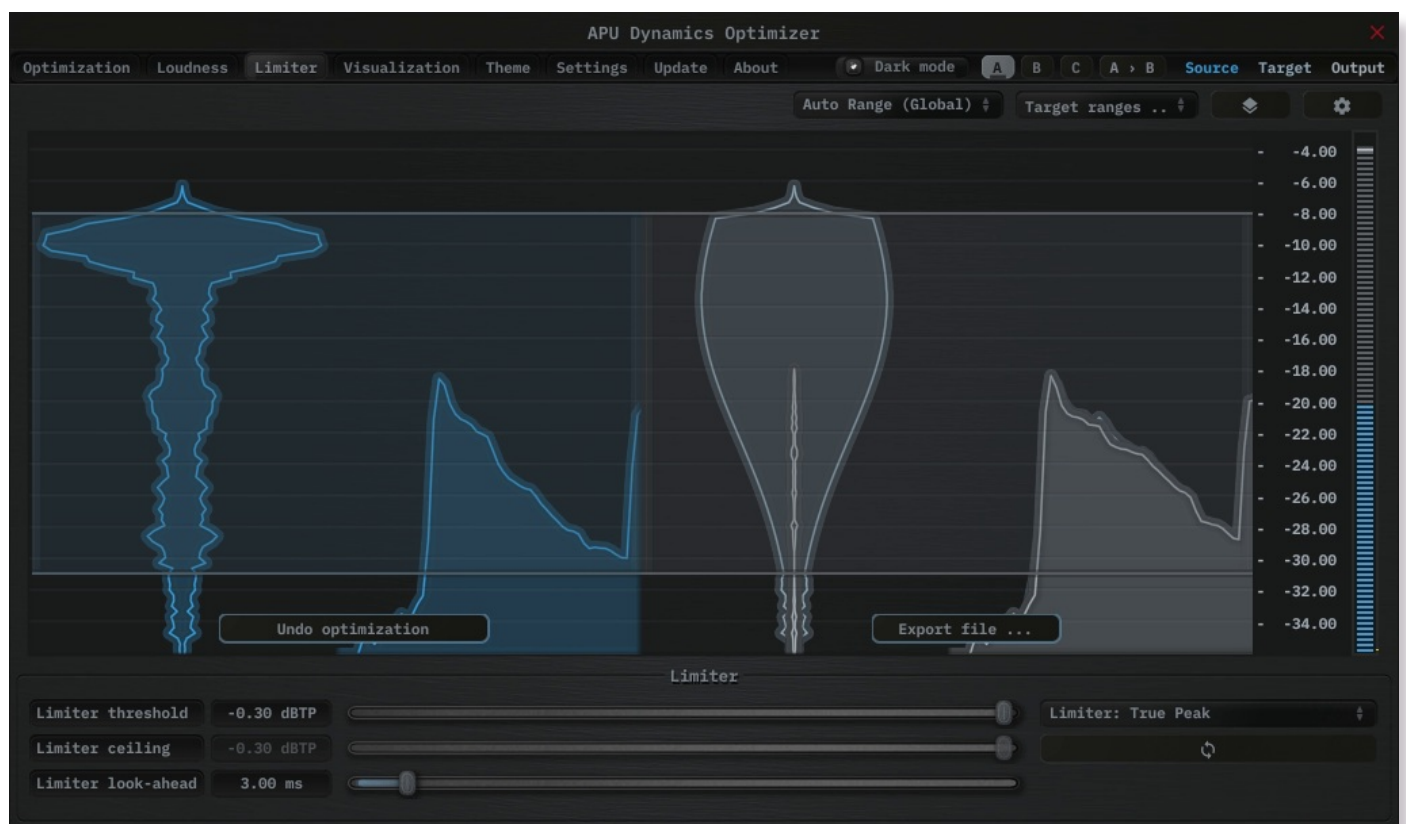 APU Dynamics Optimizer
Optimization Loudness Limiter Visualization Theme Settings Update About Dark mode A B C A › B Source Target Output
Auto Range (Global) Target ranges ..
- -4.00
- -6.00
- -8.00
- -10.00
- -12.00
- -14.00
- -16.00
- -18.00
- -20.00
- -22.00
- -24.00
- -26.00
- -28.00
- -30.00
- -32.00
- -34.00
Undo optimization Export file ...
Limiter
Limiter threshold -0.30 dBTP Limiter: True Peak
Limiter ceiling -0.30 dBTP
Limiter look-ahead 3.00 ms